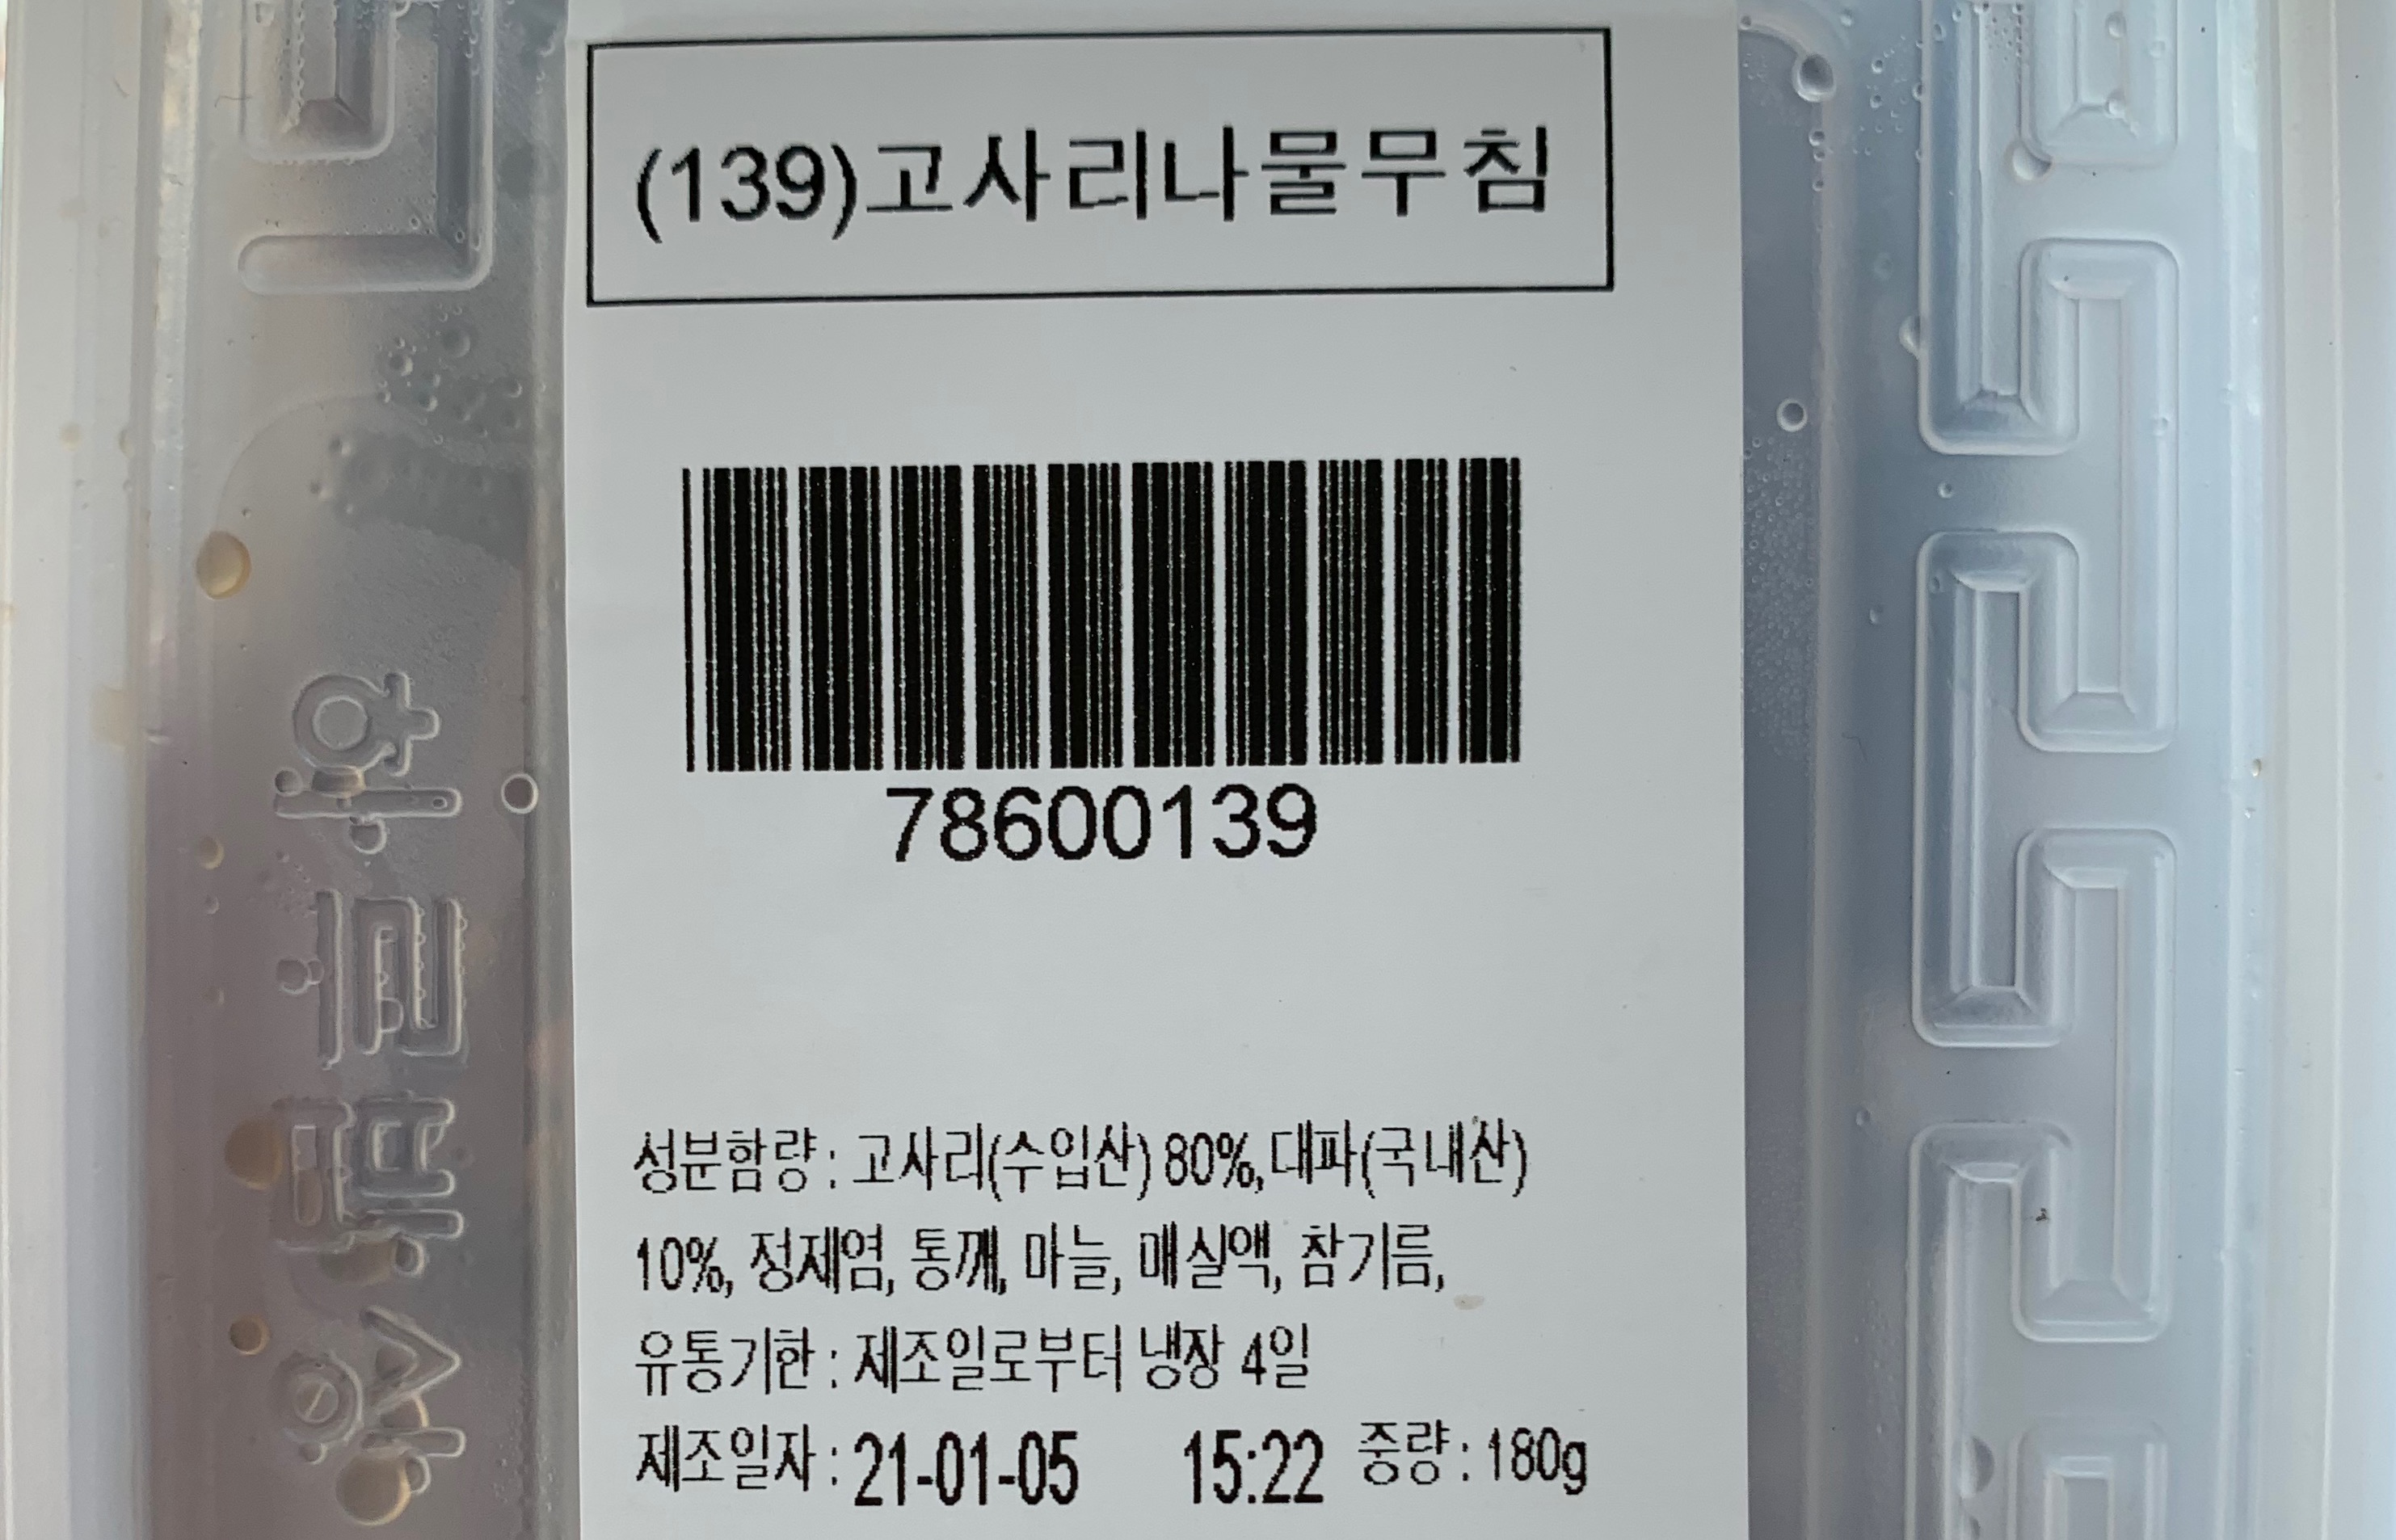 (139)고사리나물무침
78600139
성분함량 : 고사리(수입산) 80%, 대파(국내산)
10%, 정제염, 통깨, 마늘, 매실액, 참기름,
유통기한 : 제조일로부터 냉장 4일
제조일자 : 21-01-05 15:22 중량 : 180g